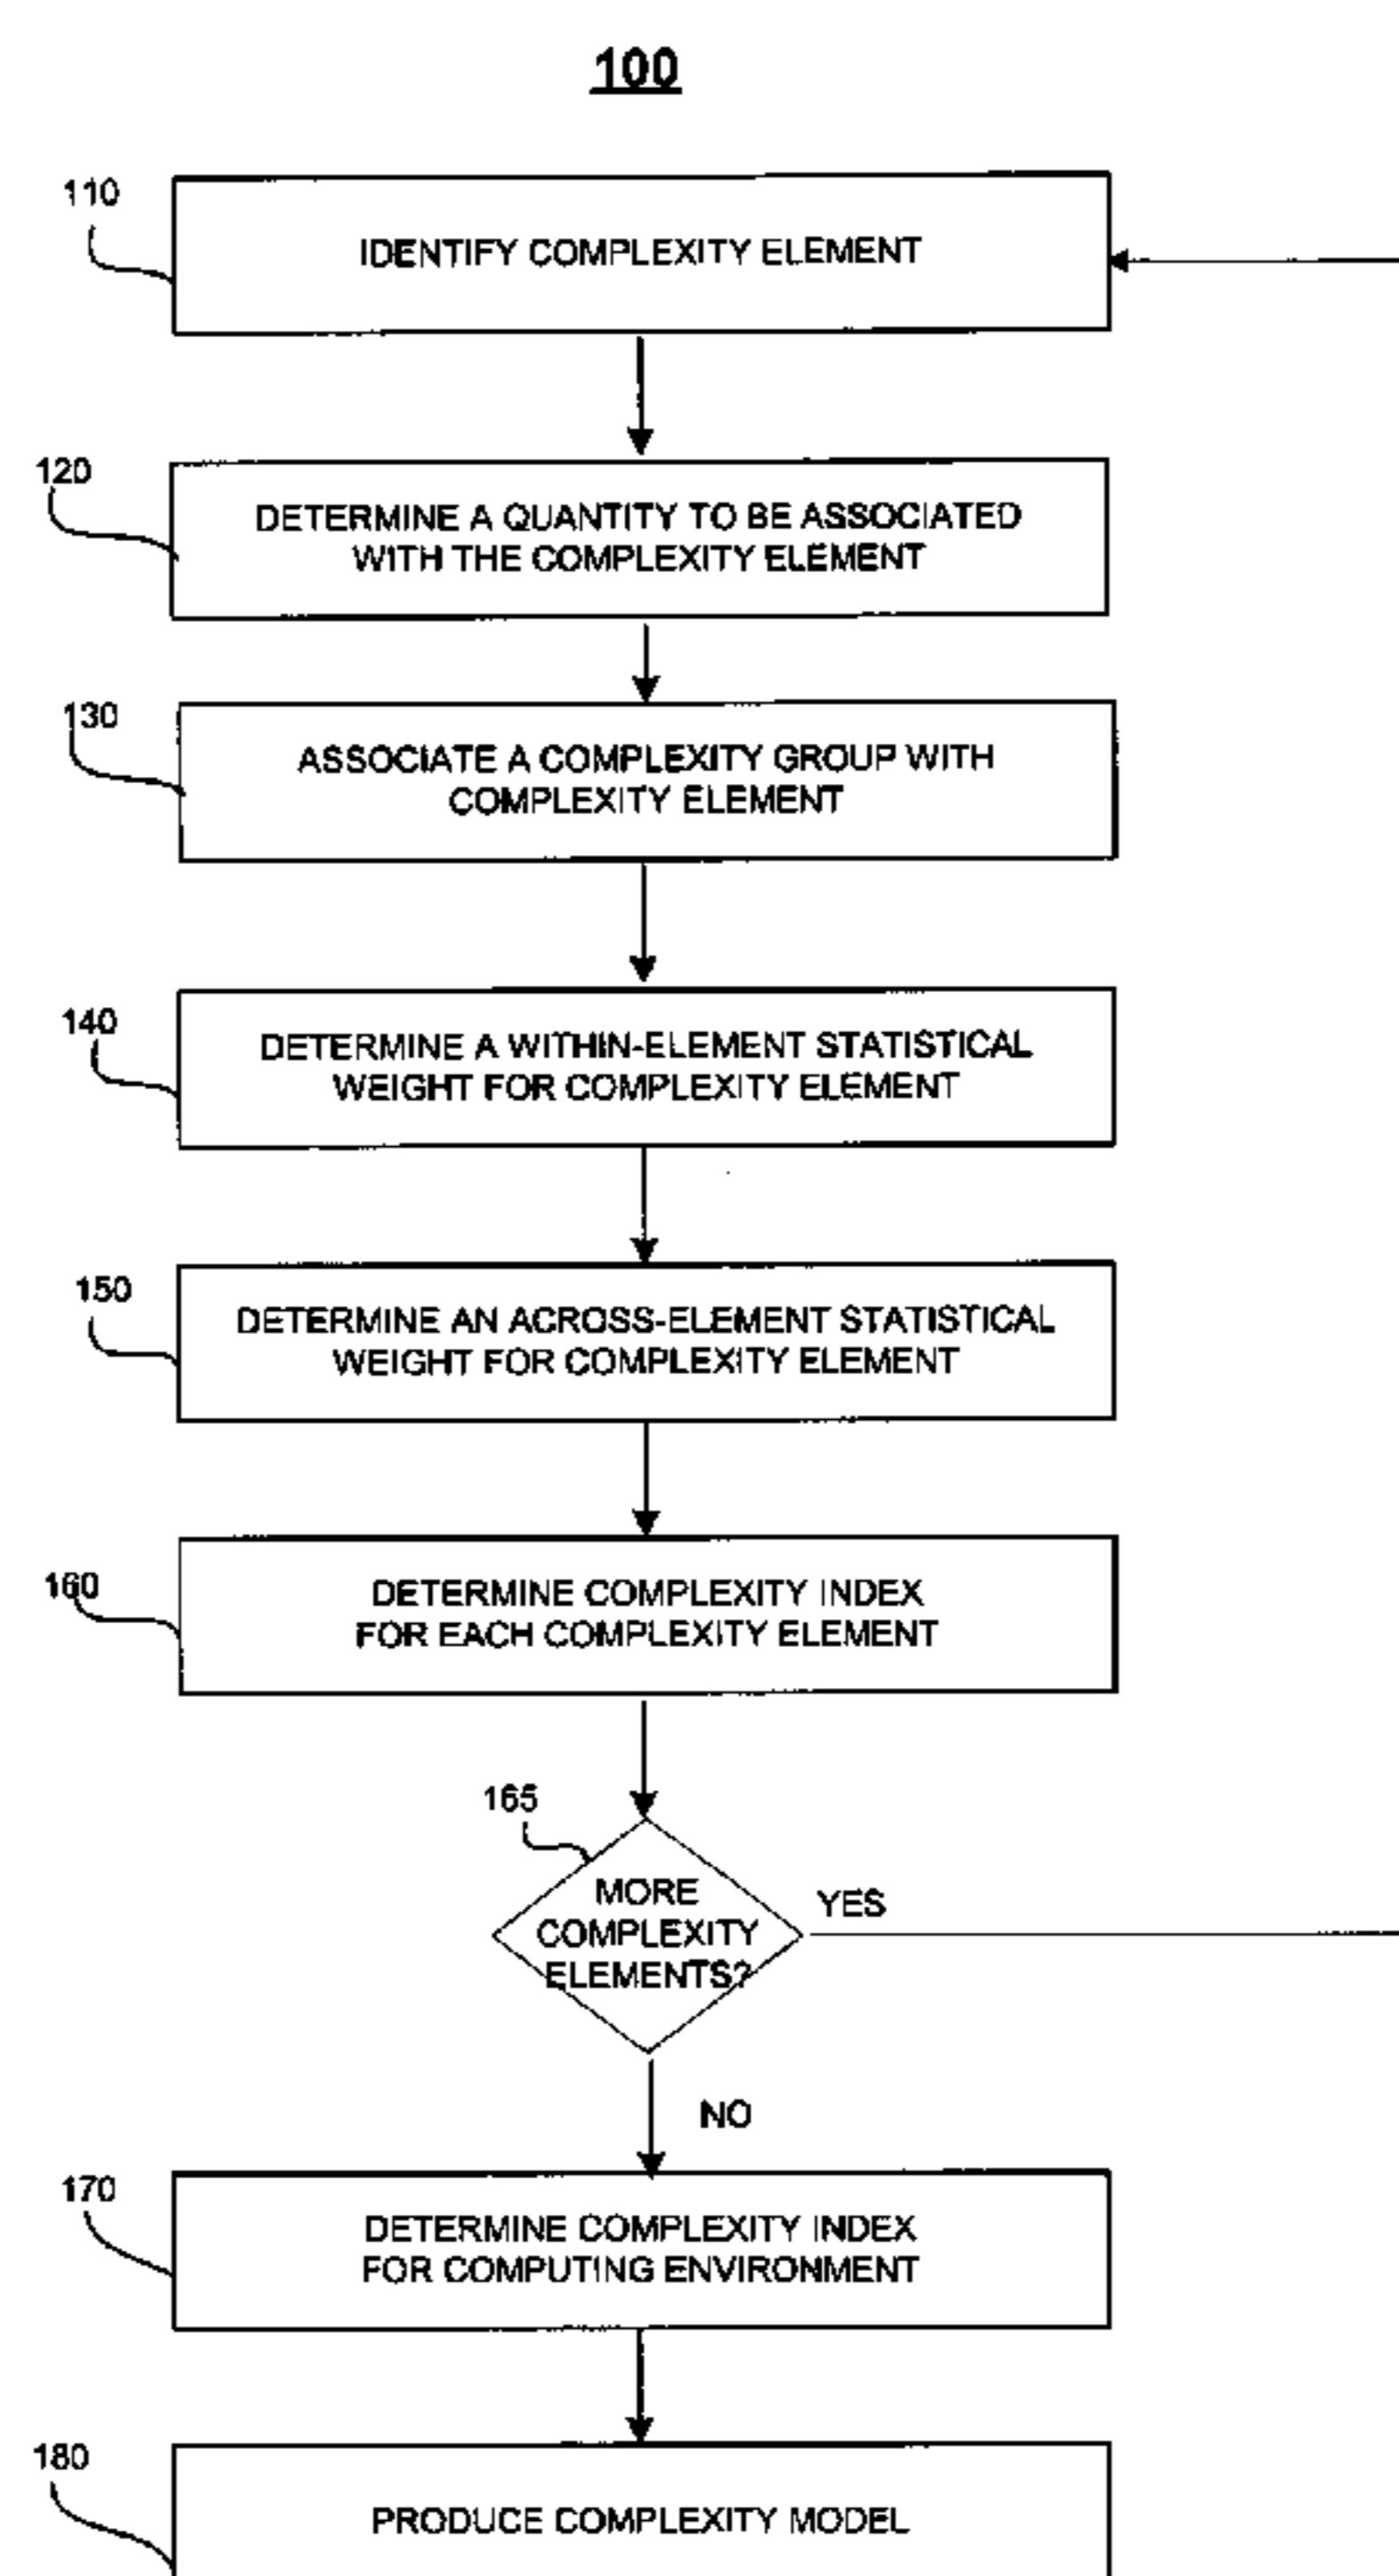 100
110
IDENTIFY COMPLEXITY ELEMENT
120
DETERMINE A QUANTITY TO BE ASSOCIATED
WITH THE COMPLEXITY ELEMENT
130
ASSOCIATE A COMPLEXITY GROUP WITH
COMPLEXITY ELEMENT
140
DETERMINE A WITHIN-ELEMENT STATISTICAL
WEIGHT FOR COMPLEXITY ELEMENT
150
DETERMINE AN ACROSS-ELEMENT STATISTICAL
WEIGHT FOR COMPLEXITY ELEMENT
160
DETERMINE COMPLEXITY INDEX
FOR EACH COMPLEXITY ELEMENT
165
MORE
COMPLEXITY
ELEMENTS?
YES
NO
170
DETERMINE COMPLEXITY INDEX
FOR COMPUTING ENVIRONMENT
180
PRODUCE COMPLEXITY MODEL